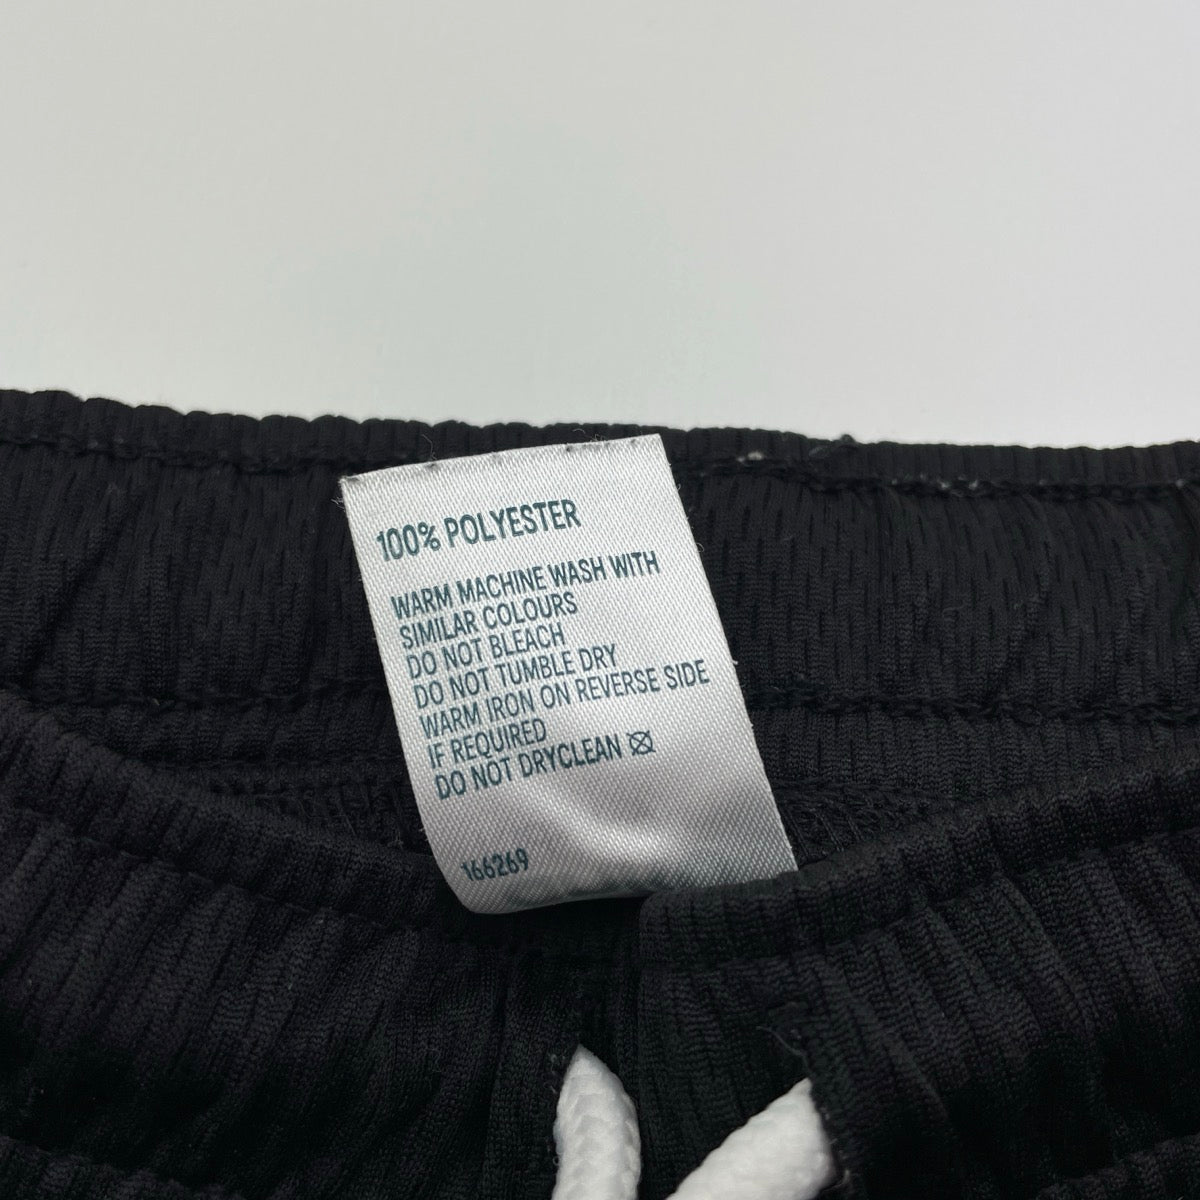 100% POLYESTER
WARM MACHINE WASH WITH
SIMILAR COLOURS
DO NOT BLEACH
DO NOT TUMBLE DRY
WARM IRON ON REVERSE SIDE
IF REQUIRED
DO NOT DRYCLEAN
166269